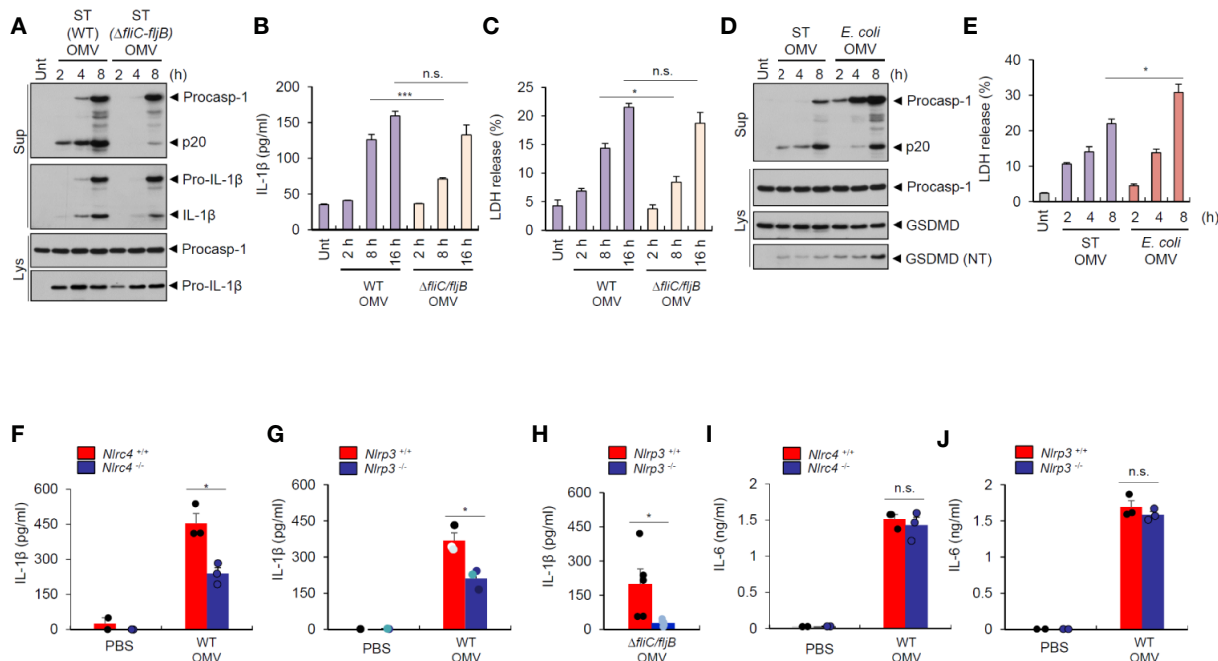 A
ST ST
(WT) (ΔfliC-fljB)
OMV OMV
Unt 2 4 8 2 4 8 (h)
Sup
Procasp-1
p20
Pro-IL-1β
IL-1β
Lys
Procasp-1
Pro-IL-1β
B
IL-1β (pg/ml)
200
150
100
50
0
n.s.
***
Unt 2 h 8 h 16 h 2 h 8 h 16 h
WT ΔfliC/fljB
OMV OMV
C
LDH release (%)
25
20
15
10
5
0
n.s.
*
Unt 2 h 8 h 16 h 2 h 8 h 16 h
WT ΔfliC/fljB
OMV OMV
D
ST E. coli
OMV OMV
Unt 2 4 8 2 4 8 (h)
Sup
Procasp-1
p20
Lys
Procasp-1
GSDMD
GSDMD (NT)
E
LDH release (%)
40
30
20
10
0
*
Unt 2 4 8 2 4 8 (h)
ST E. coli
OMV OMV
F
Nlrc4 +/+
Nlrc4 -/-
IL-1β (pg/ml)
600
450
300
150
0
*
PBS WT
OMV
G
Nlrp3 +/+
Nlrp3 -/-
IL-1β (pg/ml)
600
450
300
150
0
*
PBS WT
OMV
H
Nlrp3 +/+
Nlrp3 -/-
IL-1β (pg/ml)
600
450
300
150
0
*
ΔfliC/fljB
OMV
I
Nlrc4 +/+
Nlrc4 -/-
IL-6 (ng/ml)
2
1.5
1
0.5
0
n.s.
PBS WT
OMV
J
Nlrp3 +/+
Nlrp3 -/-
IL-6 (ng/ml)
2
1.5
1
0.5
0
n.s.
PBS WT
OMV